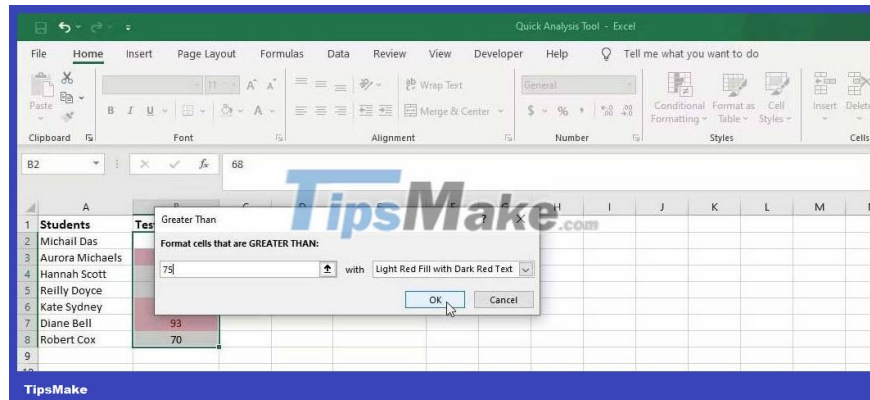 Quick Analysis Tool - Excel
File Home Insert Page Layout Formulas Data Review View Developer Help Tell me what you want to do
Paste
11 A A
B I U A
Wrap Text
Merge & Center
General
$ % ,
Conditional Formatting
Format as Table
Cell Styles
Insert
Delete
Clipboard Font Alignment Number Styles Cells
B2 fx 68
A D H I J K L M
TipsMake.com
1 Students
2 Michail Das
3 Aurora Michaels
4 Hannah Scott
5 Reilly Doyce
6 Kate Sydney
7 Diane Bell 93
8 Robert Cox 70
9
Greater Than ? X
Format cells that are GREATER THAN:
75 with Light Red Fill with Dark Red Text
OK Cancel
TipsMake